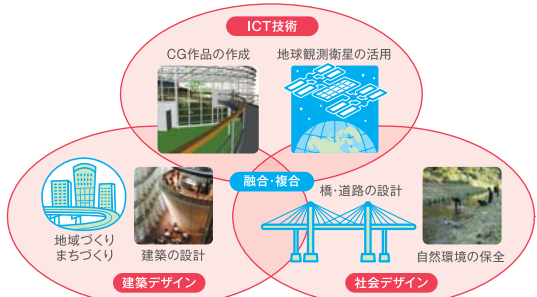 ICT技術
CG作品の作成
地球観測衛星の活用
融合・複合
橋・道路の設計
地域づくり
まちづくり
建築の設計
自然環境の保全
建築デザイン
社会デザイン